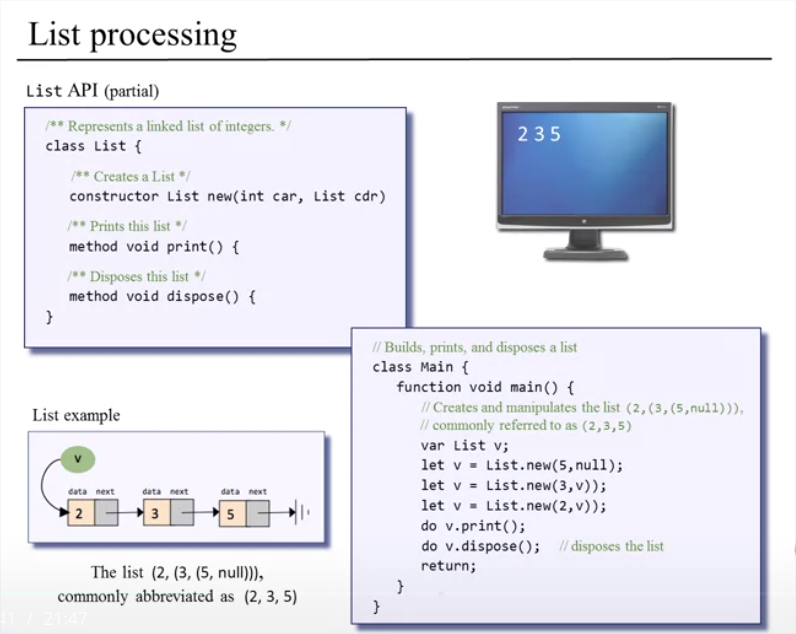 List processing
List API (partial)
/** Represents a linked list of integers. */
class List {
/** Creates a List */
constructor List new(int car, List cdr)
/** Prints this list */
method void print() {
/** Disposes this list */
method void dispose() {
}
2 3 5
// Builds, prints, and disposes a list
class Main {
function void main() {
// Creates and manipulates the list (2,(3,(5,null))),
// commonly referred to as (2,3,5)
var List v;
let v = List.new(5,null);
let v = List.new(3,v));
let v = List.new(2,v));
do v.print();
do v.dispose(); // disposes the list
return;
}
}
List example
v
data next data next data next
2 3 5
The list (2, (3, (5, null))),
commonly abbreviated as (2, 3, 5)
41 / 21:47